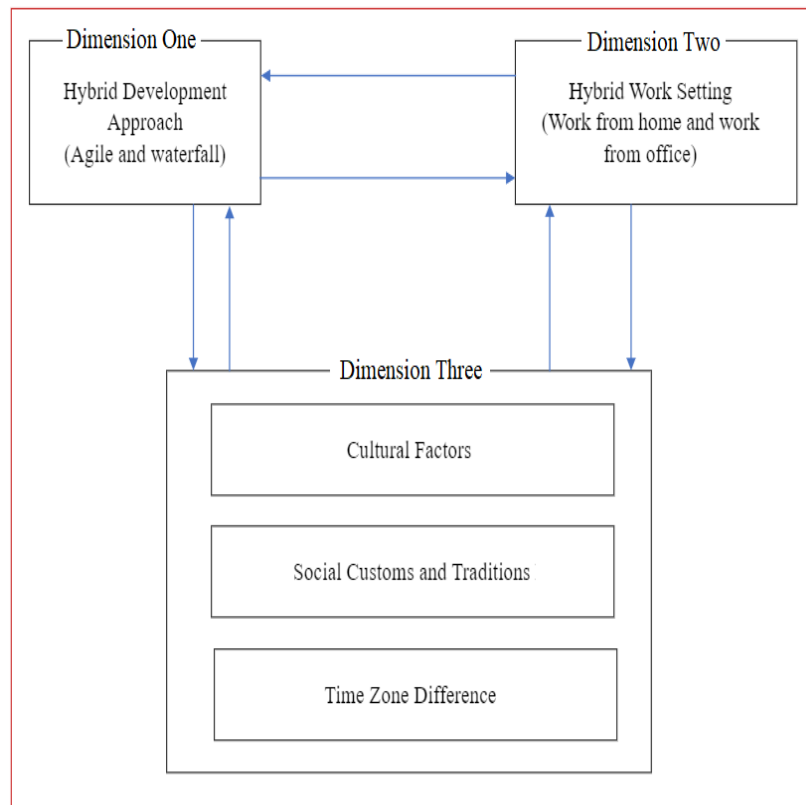 Dimension One
Hybrid Development
Approach
(Agile and waterfall)
Dimension Two
Hybrid Work Setting
(Work from home and work
from office)
Dimension Three
Cultural Factors
Social Customs and Traditions
Time Zone Difference